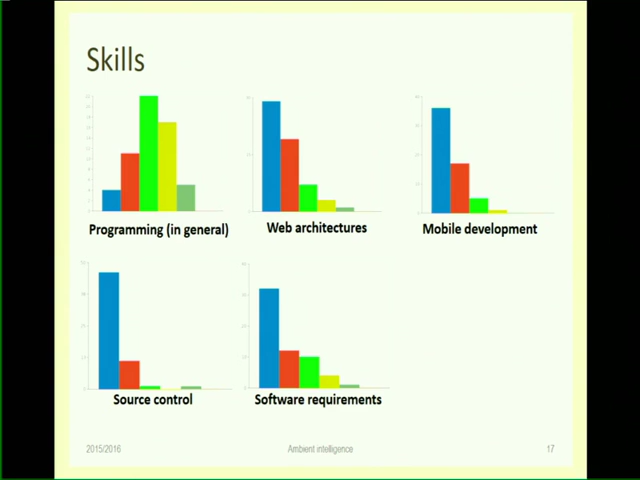 Skills
Programming (in general)
Web architectures
Mobile development
Source control
Software requirements
2015/2016
Ambient intelligence
17